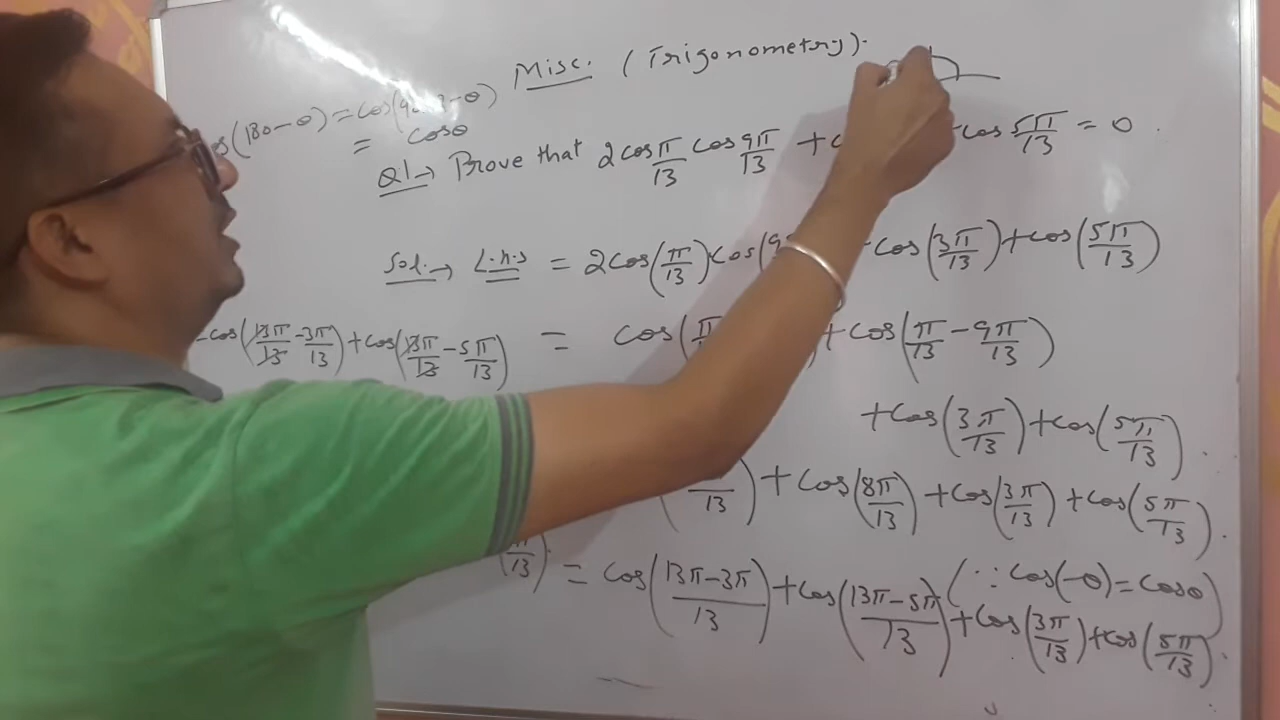 Misc. (Trigonometry).
(180-θ) = cos(90
-θ)
= cosθ
Q1→ Prove that 2cos π/13 cos 9π/13 + cos 5π/13 = 0
Sol.→ L.h.s = 2cos(π/13) cos(9 cos(3π/13) + cos(5π/13)
-cos(13π/13 - 3π/13) + cos(13π/13 - 5π/13) = cos( + cos(π/13 - 9π/13)
+ cos(3π/13) + cos(5π/13).
/13) + cos(8π/13) + cos(3π/13) + cos(5π/13).
/13). = cos((13π-3π)/13) + cos((13π-5π)/13) (∵ cos(-θ) = cosθ)
+ cos(3π/13) + cos(5π/13).